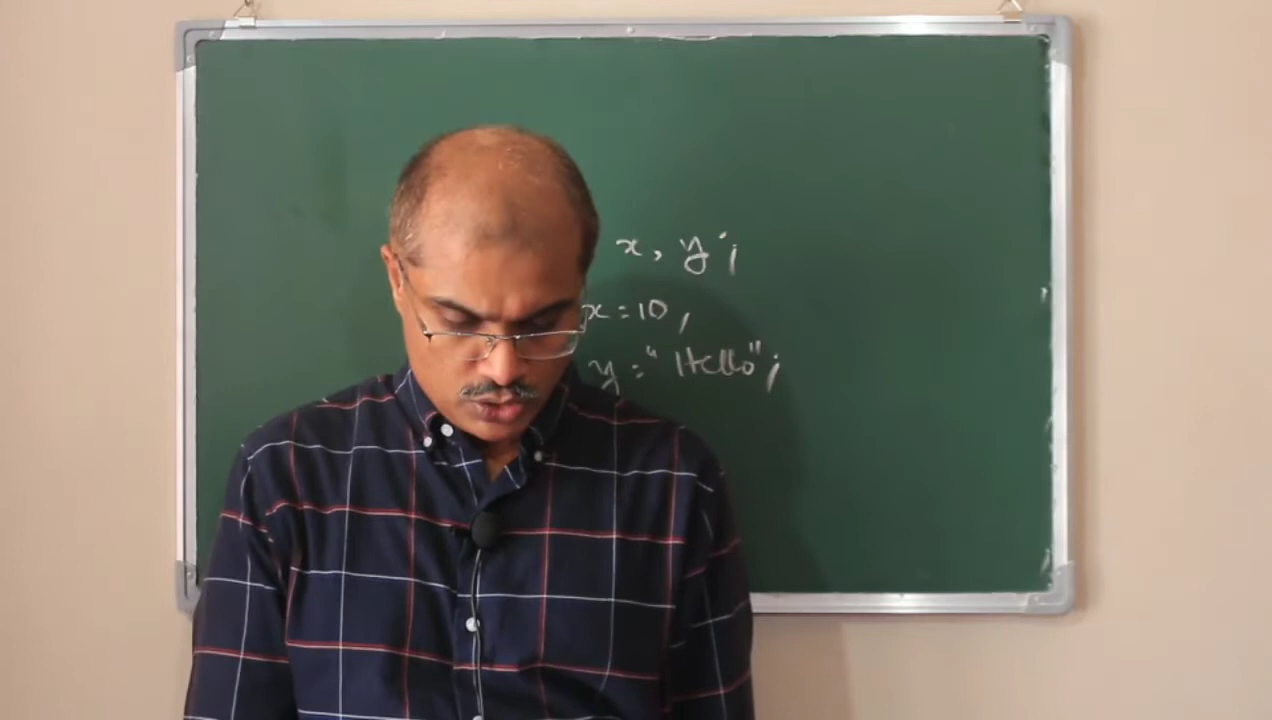 x, y;
x = 10,
y = "Hello";